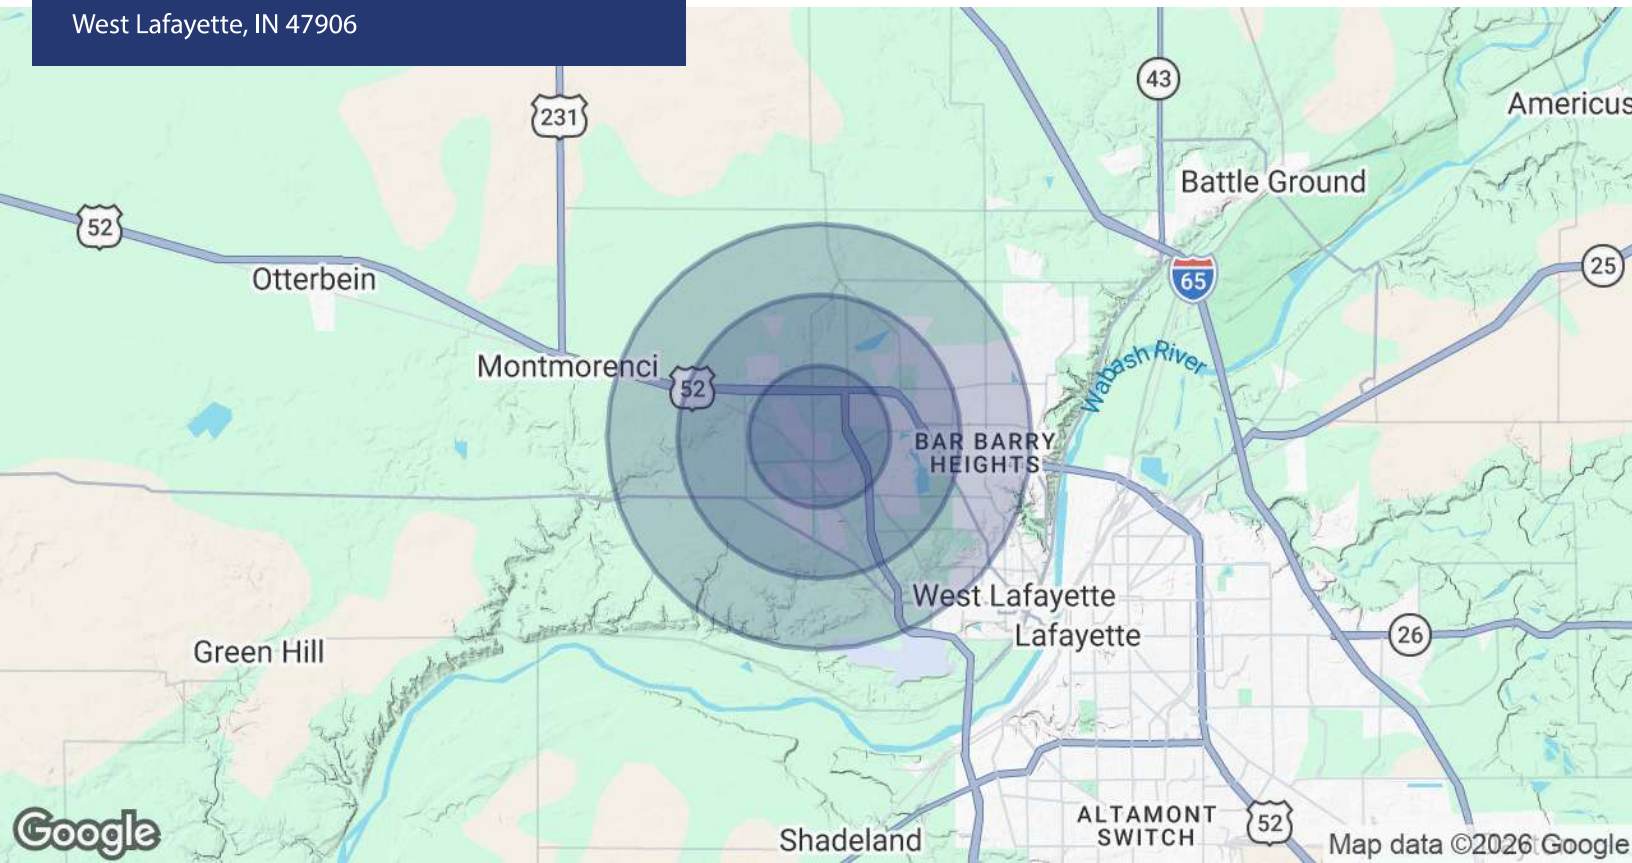 West Lafayette, IN 47906
43
Americus
231
Battle Ground
52
25
Otterbein
65
Wabash River
Montmorenci
52
BAR BARRY
HEIGHTS
West Lafayette
Lafayette
26
Green Hill
ALTAMONT
SWITCH
52
Google
Shadeland
Map data ©2026 Google